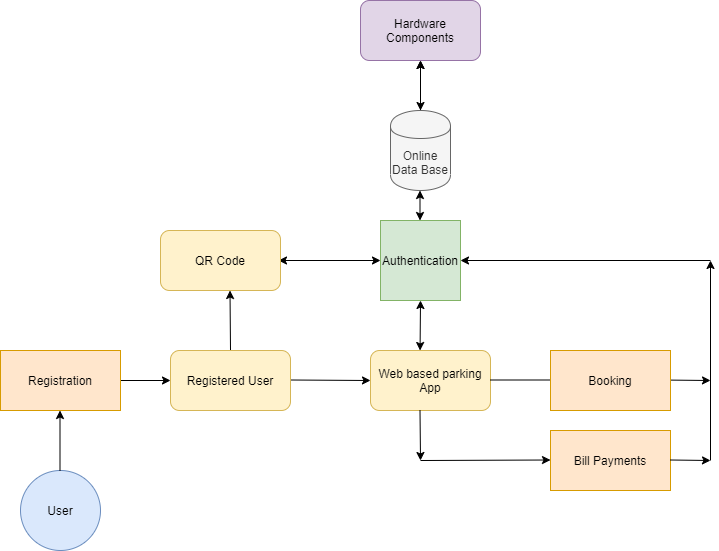 Hardware
Components
Online
Data Base
QR Code
Authentication
Registration
Registered User
Web based parking
App
Booking
Bill Payments
User